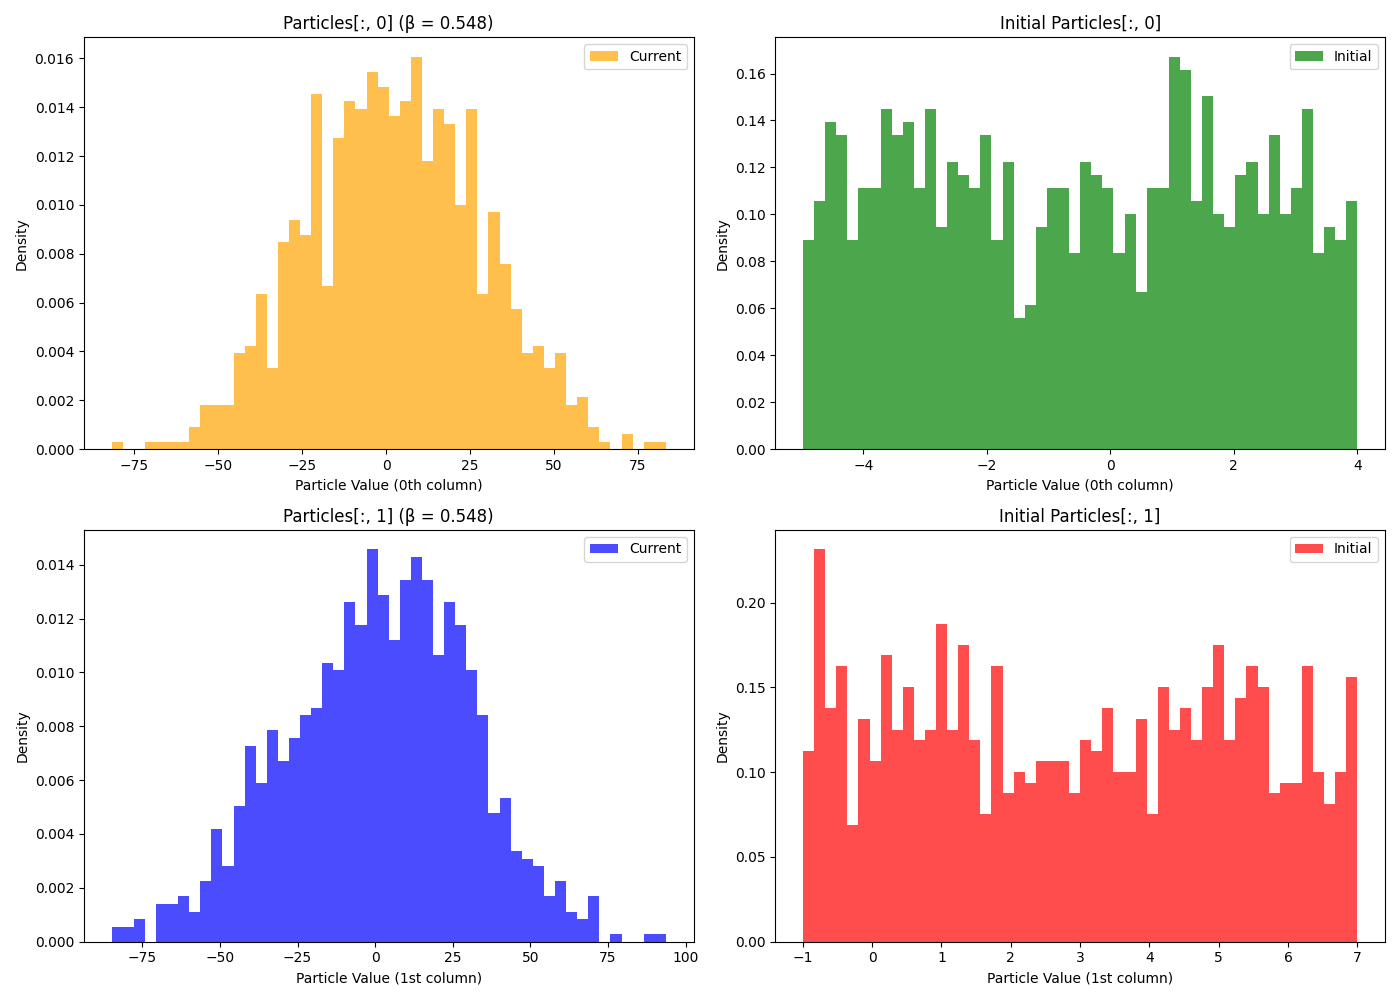 Particles[:, 0] (β = 0.548)
Current
0.016
0.014
0.012
0.010
0.008
0.006
0.004
0.002
0.000
Density
−75 −50 −25 0 25 50 75
Particle Value (0th column)
Initial Particles[:, 0]
Initial
0.16
0.14
0.12
0.10
0.08
0.06
0.04
0.02
0.00
Density
−4 −2 0 2 4
Particle Value (0th column)
Particles[:, 1] (β = 0.548)
Current
0.014
0.012
0.010
0.008
0.006
0.004
0.002
0.000
Density
−75 −50 −25 0 25 50 75 100
Particle Value (1st column)
Initial Particles[:, 1]
Initial
0.20
0.15
0.10
0.05
0.00
Density
−1 0 1 2 3 4 5 6 7
Particle Value (1st column)